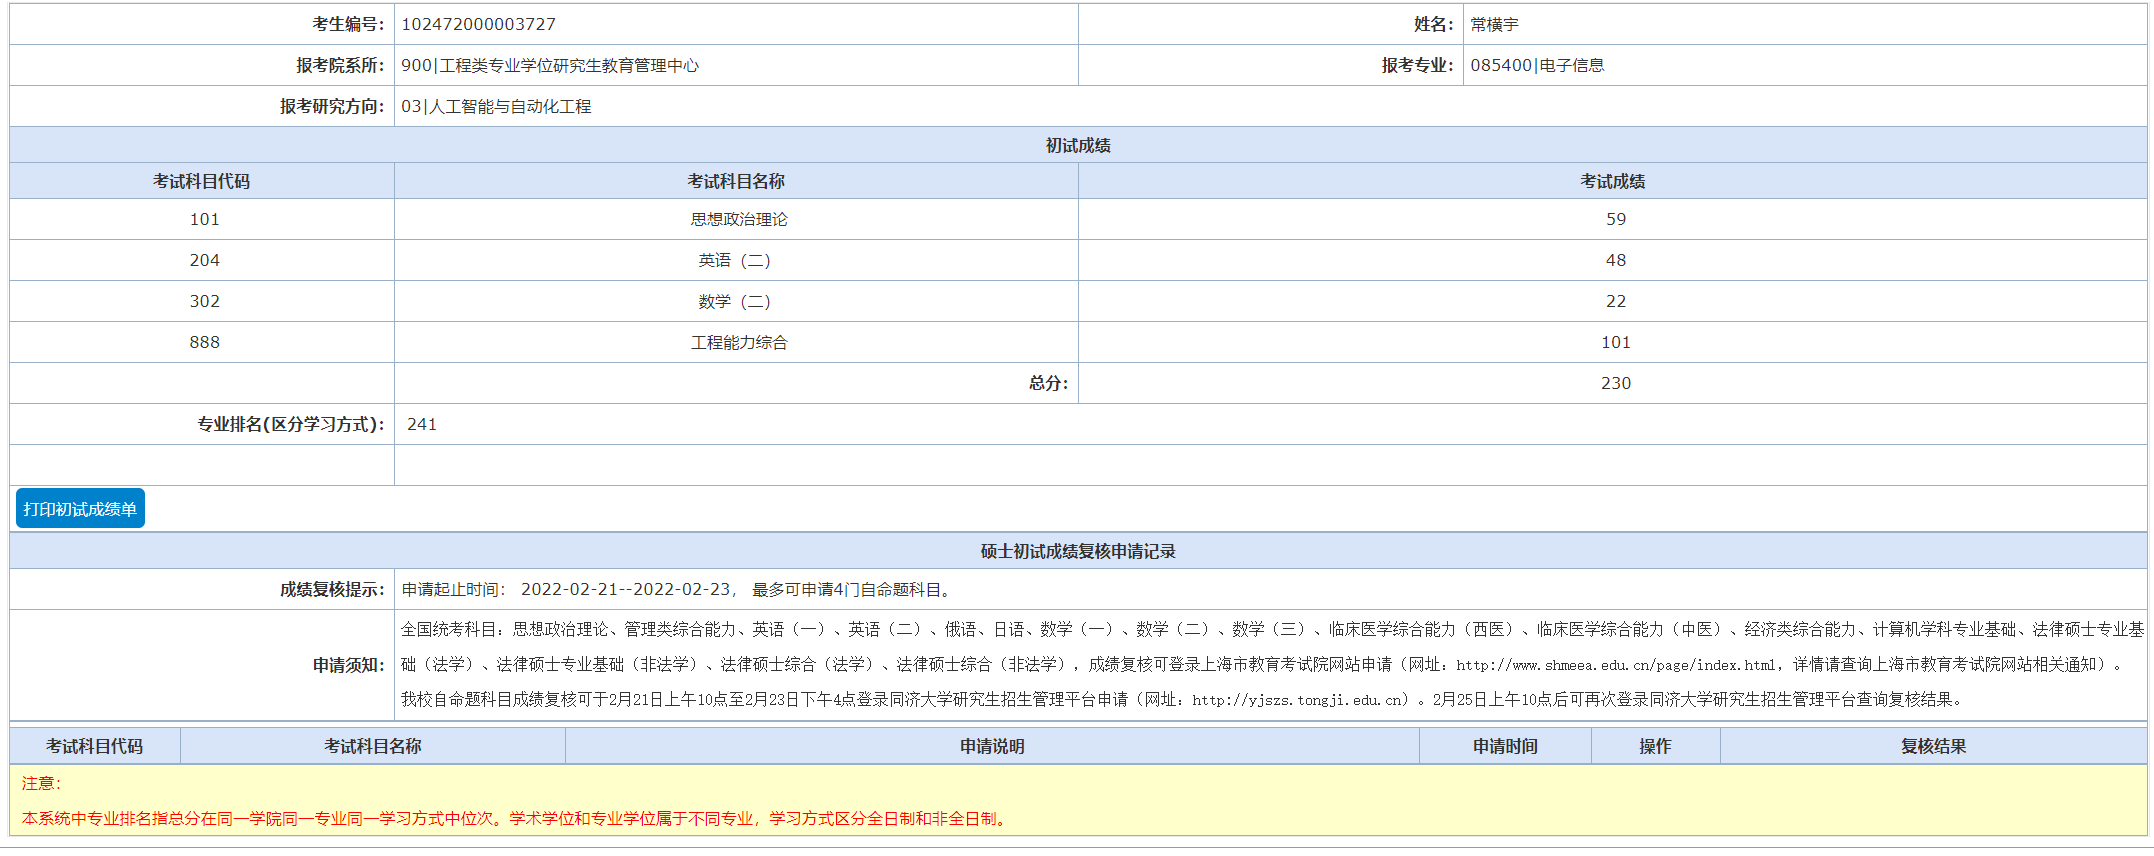 考生编号： 102472000003727 姓名： 常横宇
报考院系所： 900|工程类专业学位研究生教育管理中心 报考专业： 085400|电子信息
报考研究方向： 03|人工智能与自动化工程
初试成绩
考试科目代码 考试科目名称 考试成绩
101 思想政治理论 59
204 英语（二） 48
302 数学（二） 22
888 工程能力综合 101
总分： 230
专业排名(区分学习方式)： 241
打印初试成绩单
硕士初试成绩复核申请记录
成绩复核提示： 申请起止时间： 2022-02-21--2022-02-23， 最多可申请4门自命题科目。
全国统考科目：思想政治理论、管理类综合能力、英语（一）、英语（二）、俄语、日语、数学（一）、数学（二）、数学（三）、临床医学综合能力（西医）、临床医学综合能力（中医）、经济类综合能力、计算机学科专业基础、法律硕士专业基
申请须知： 础（法学）、法律硕士专业基础（非法学）、法律硕士综合（法学）、法律硕士综合（非法学），成绩复核可登录上海市教育考试院网站申请（网址：http://www.shmeea.edu.cn/page/index.html，详情请查询上海市教育考试院网站相关通知）。
我校自命题科目成绩复核可于2月21日上午10点至2月23日下午4点登录同济大学研究生招生管理平台申请（网址：http://yjszs.tongji.edu.cn）。2月25日上午10点后可再次登录同济大学研究生招生管理平台查询复核结果。
考试科目代码 考试科目名称 申请说明 申请时间 操作 复核结果
注意：
本系统中专业排名指总分在同一学院同一专业同一学习方式中位次。学术学位和专业学位属于不同专业，学习方式区分全日制和非全日制。